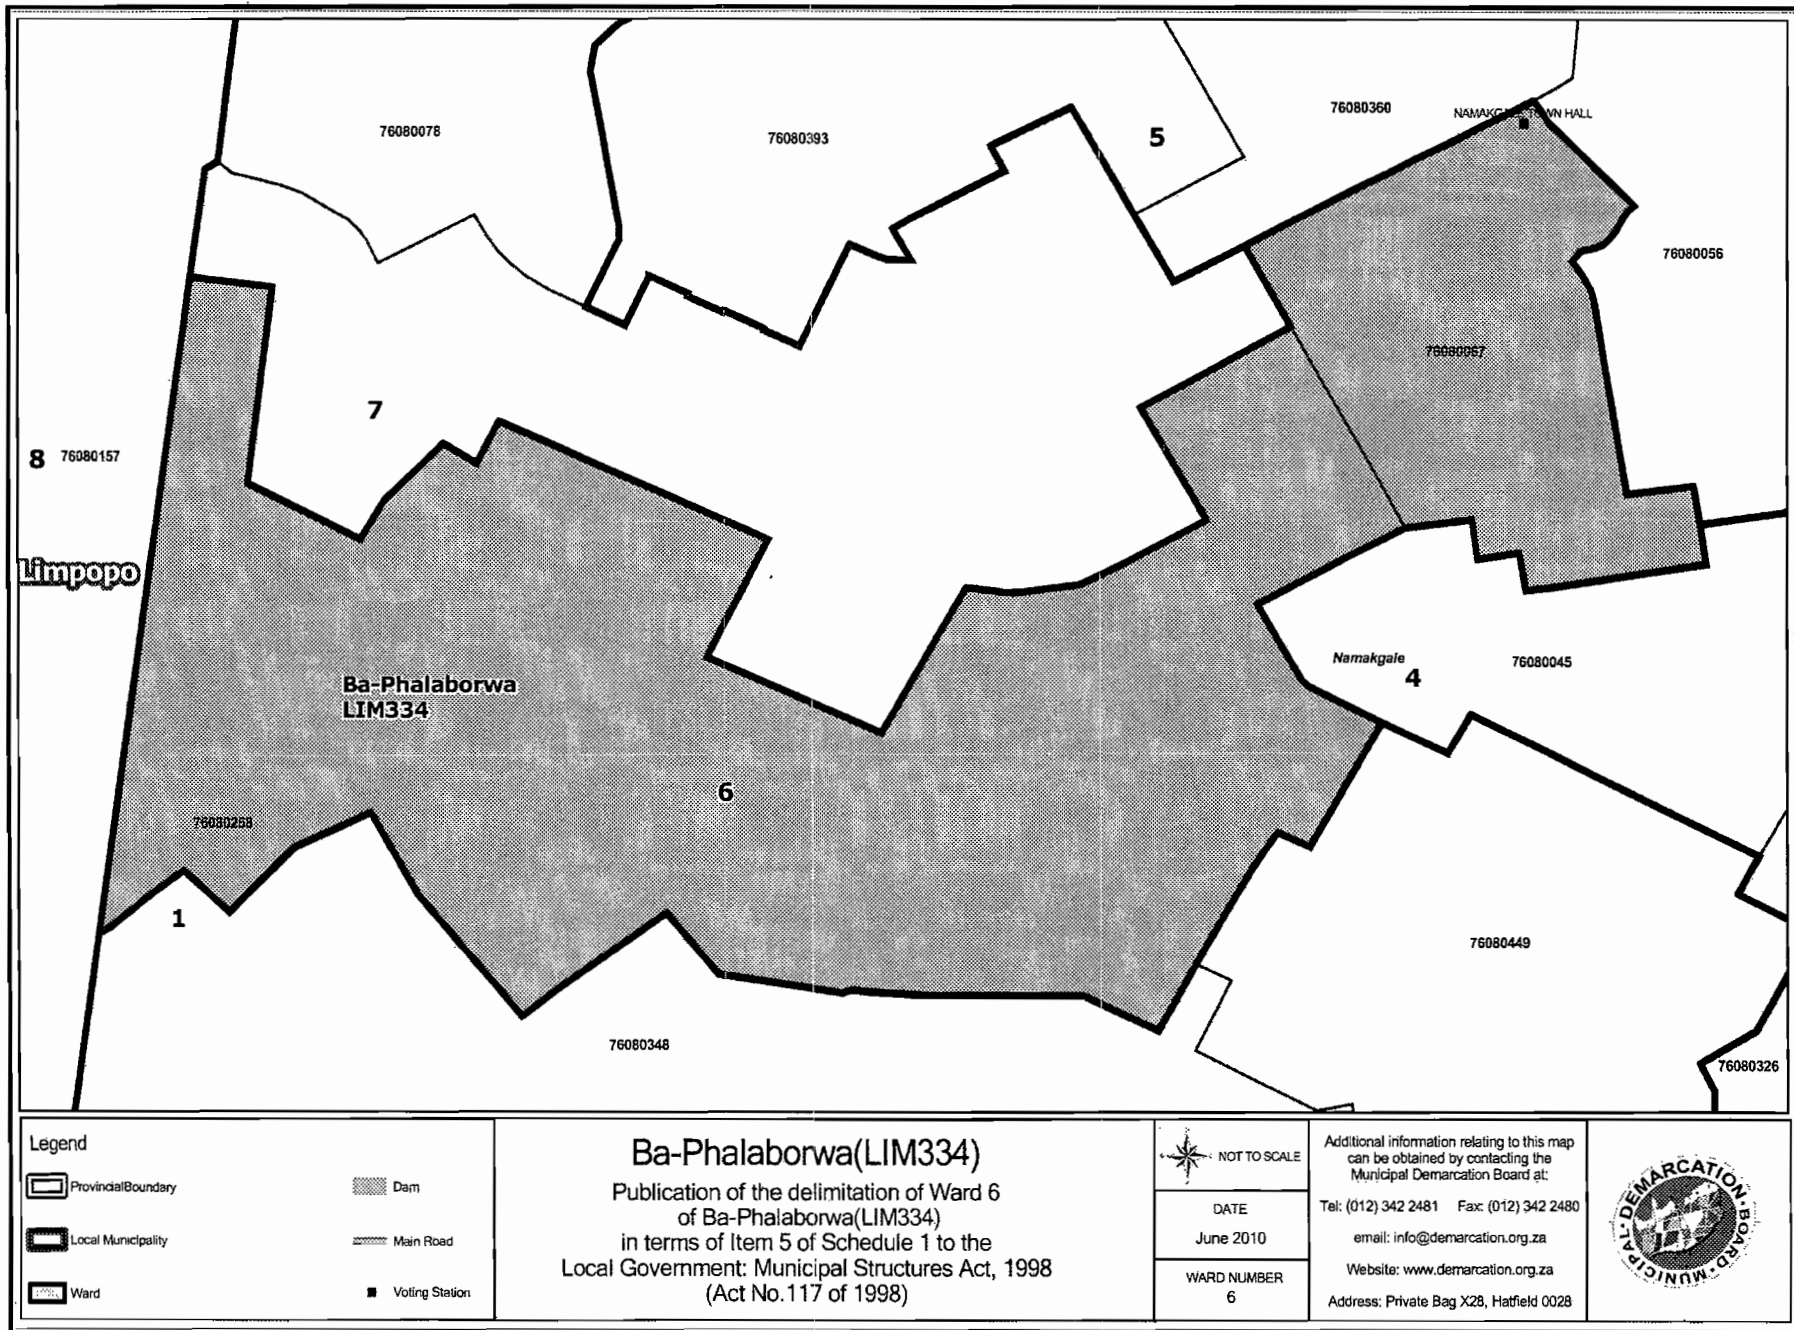 76080078
76080393
5
76080360
NAMAKGALE TOWN HALL
76080056
76080067
7
8 76080157
Limpopo
Namakgale
76080045
4
Ba-Phalaborwa
LIM334
6
76080258
1
76080449
76080348
76080326
Legend
ProvincialBoundary
Dam
Local Municipality
Main Road
Ward
Voting Station
Ba-Phalaborwa(LIM334)
Publication of the delimitation of Ward 6
of Ba-Phalaborwa(LIM334)
in terms of Item 5 of Schedule 1 to the
Local Government: Municipal Structures Act, 1998
(Act No.117 of 1998)
NOT TO SCALE
DATE
June 2010
WARD NUMBER
6
Additional information relating to this map
can be obtained by contacting the
Municipal Demarcation Board at:
Tel: (012) 342 2481 Fax: (012) 342 2480
email: info@demarcation.org.za
Website: www.demarcation.org.za
Address: Private Bag X28, Hatfield 0028
MUNICIPAL · DEMARCATION · BOARD